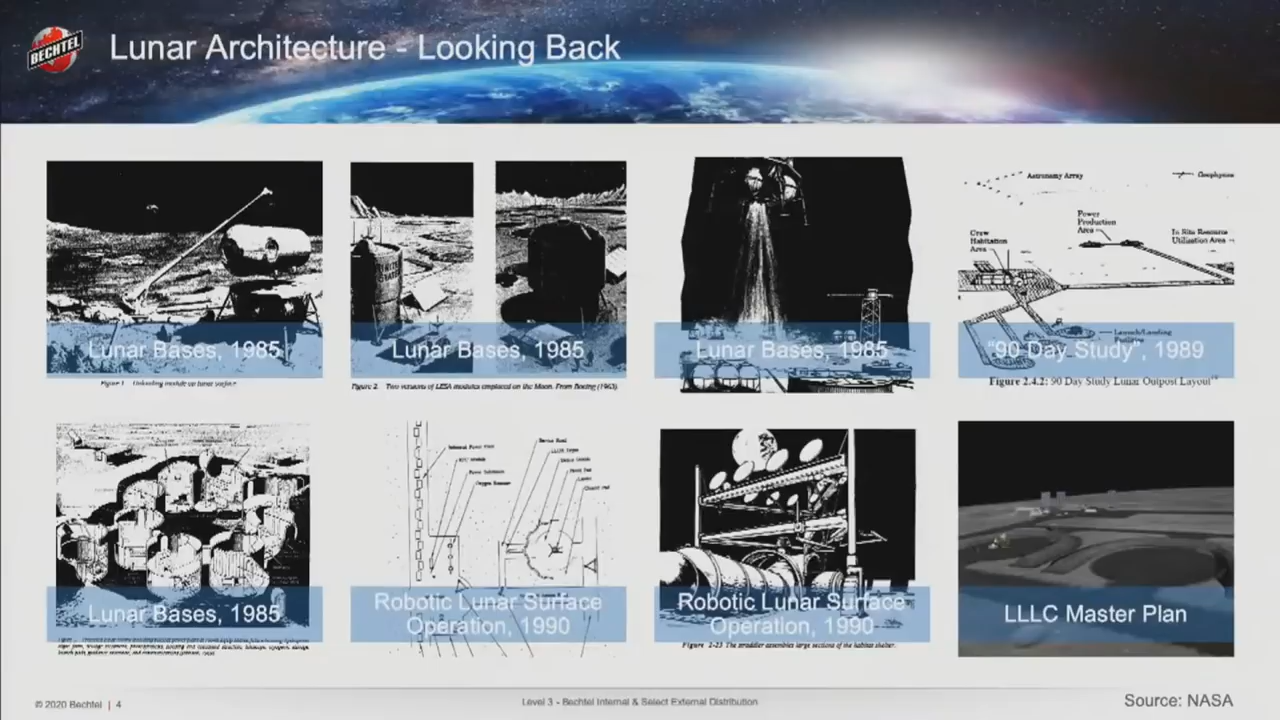 BECHTEL
Lunar Architecture - Looking Back
Lunar Bases, 1985
Figure 1. Unloading module on lunar surface
Lunar Bases, 1985
Figure 2. Two versions of LESA modules emplaced on the Moon. From Boeing (1963).
Lunar Bases, 1985
Astronomy Array
Geophysics
Power
Production
Area
Crew
Habitation
Area
In Situ Resource
Utilization Area
Launch/Landing
"90 Day Study", 1989
Figure 2.4.2: 90 Day Study Lunar Outpost Layout
Lunar Bases, 1985
Robotic Lunar Surface
Operation, 1990
Robotic Lunar Surface
Operation, 1990
Figure 2-23 The straddler assembles large sections of the habitat shelter.
LLLC Master Plan
© 2020 Bechtel | 4
Level 3 - Bechtel Internal & Select External Distribution
Source: NASA